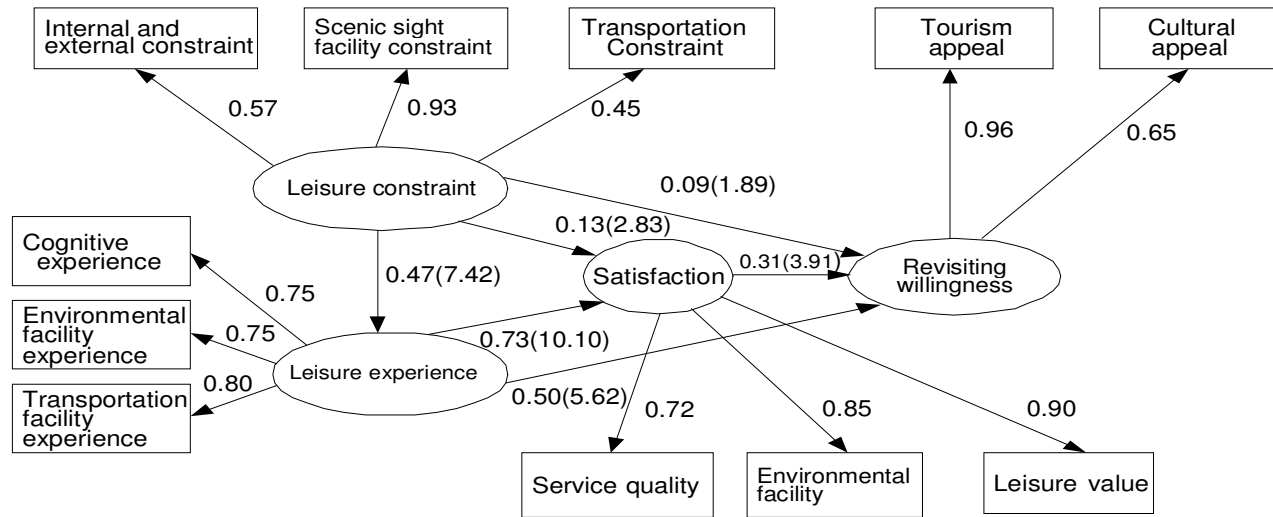 Internal and
external constraint
Scenic sight
facility constraint
Transportation
Constraint
Tourism
appeal
Cultural
appeal
0.57
0.93
0.45
0.96
0.65
Leisure constraint
0.09(1.89)
0.13(2.83)
Cognitive
experience
0.47(7.42)
Satisfaction
0.31(3.91)
Revisiting
willingness
0.75
Environmental
facility
experience
0.75
0.73(10.10)
Leisure experience
0.80
Transportation
facility
experience
0.50(5.62)
0.72
0.85
0.90
Service quality
Environmental
facility
Leisure value